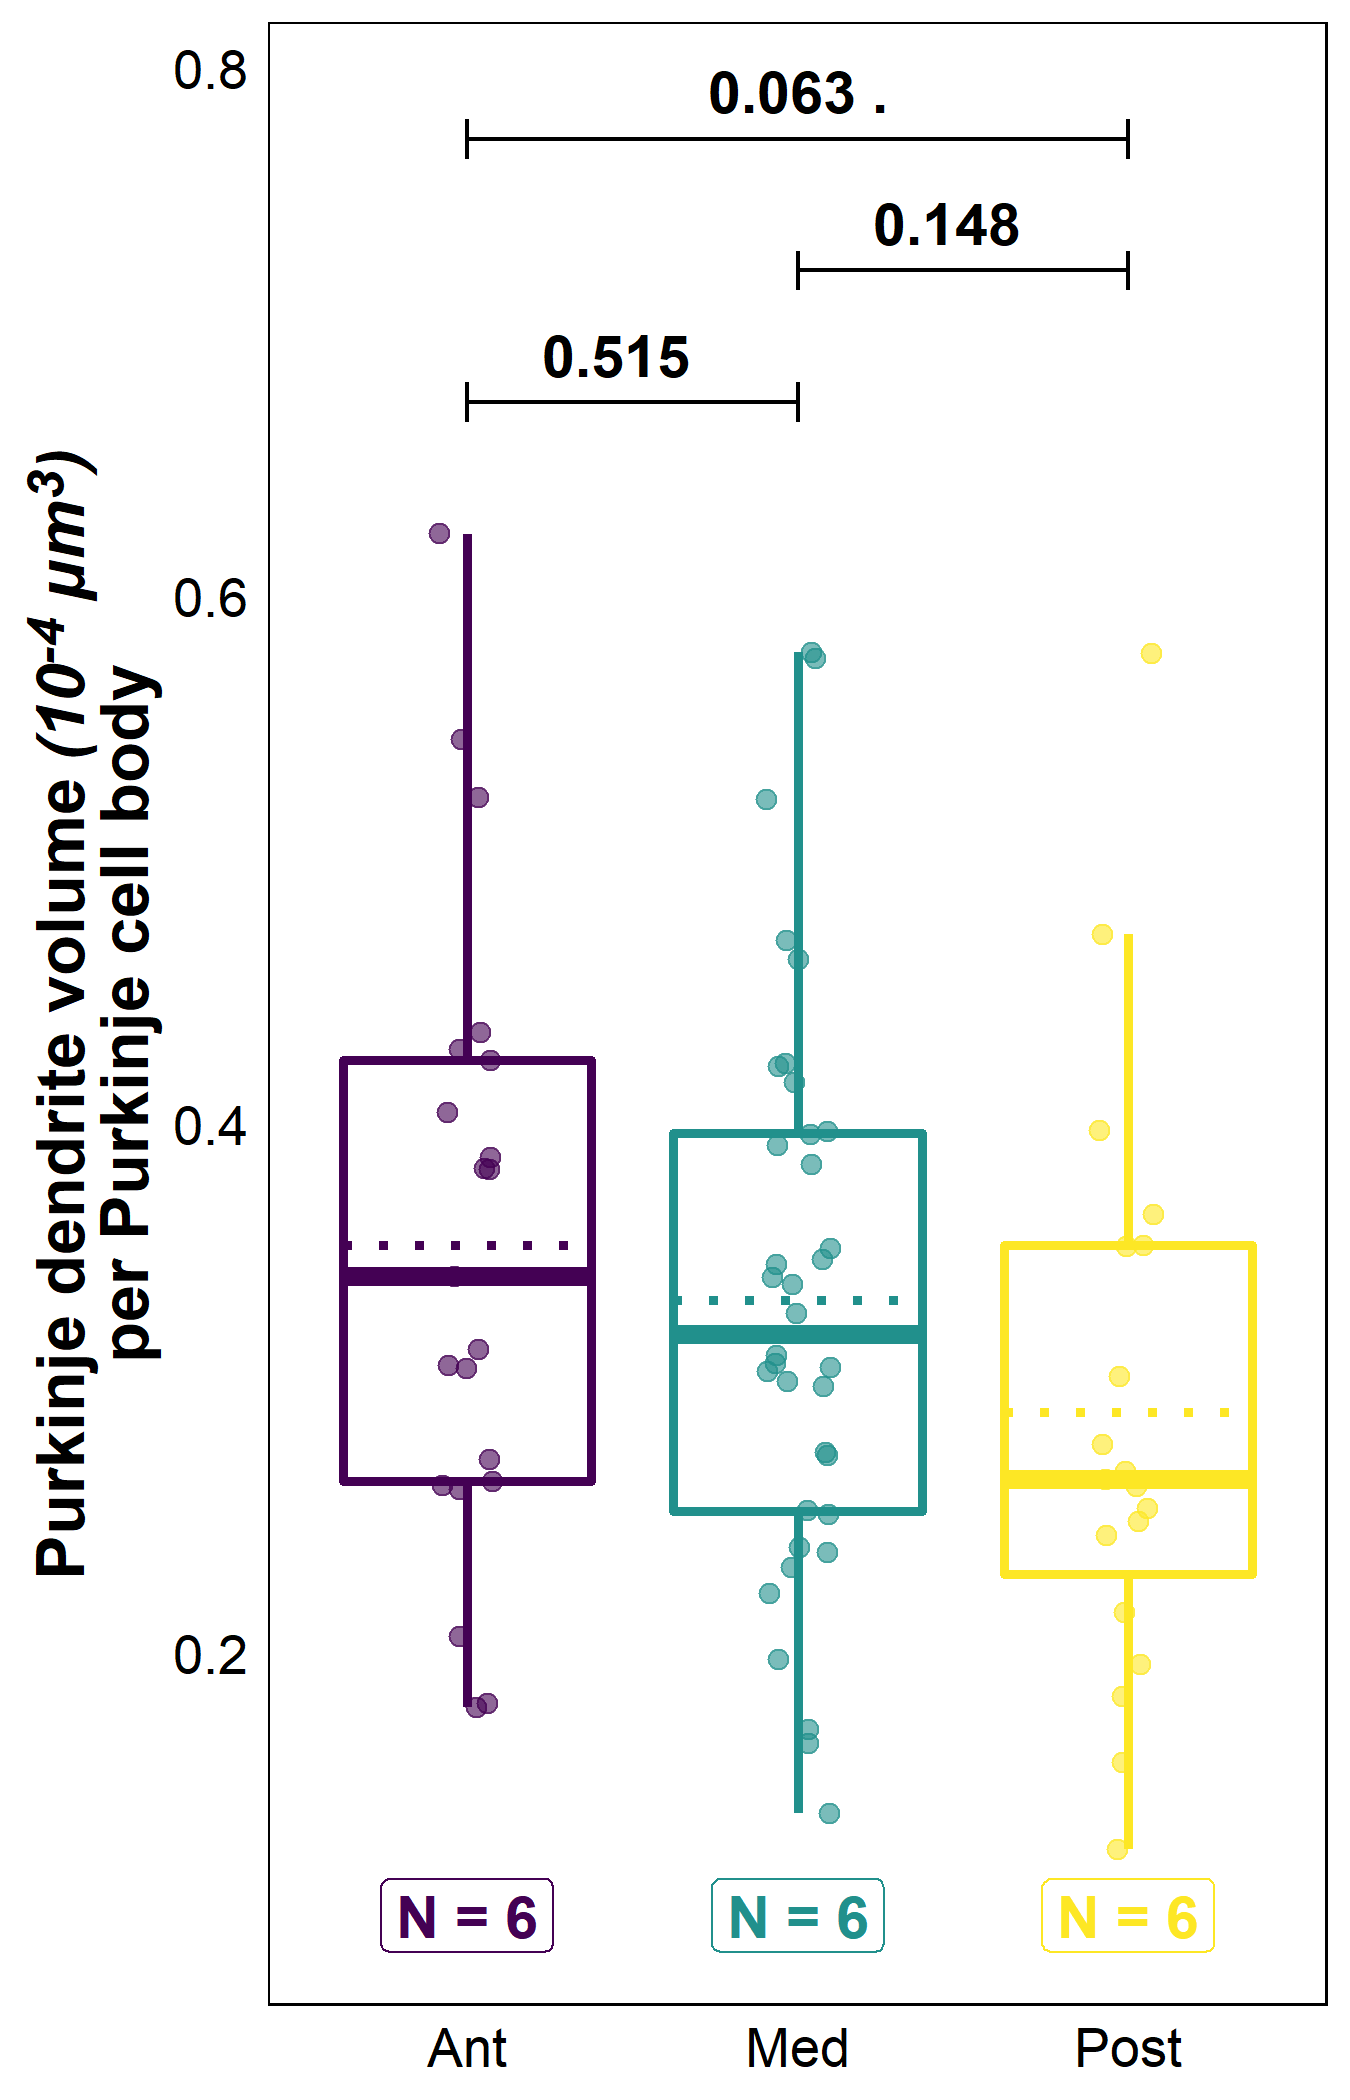 Purkinje dendrite volume (10⁻⁴ µm³)
per Purkinje cell body
0.8
0.6
0.4
0.2
0.063 .
0.148
0.515
N = 6
N = 6
N = 6
Ant
Med
Post